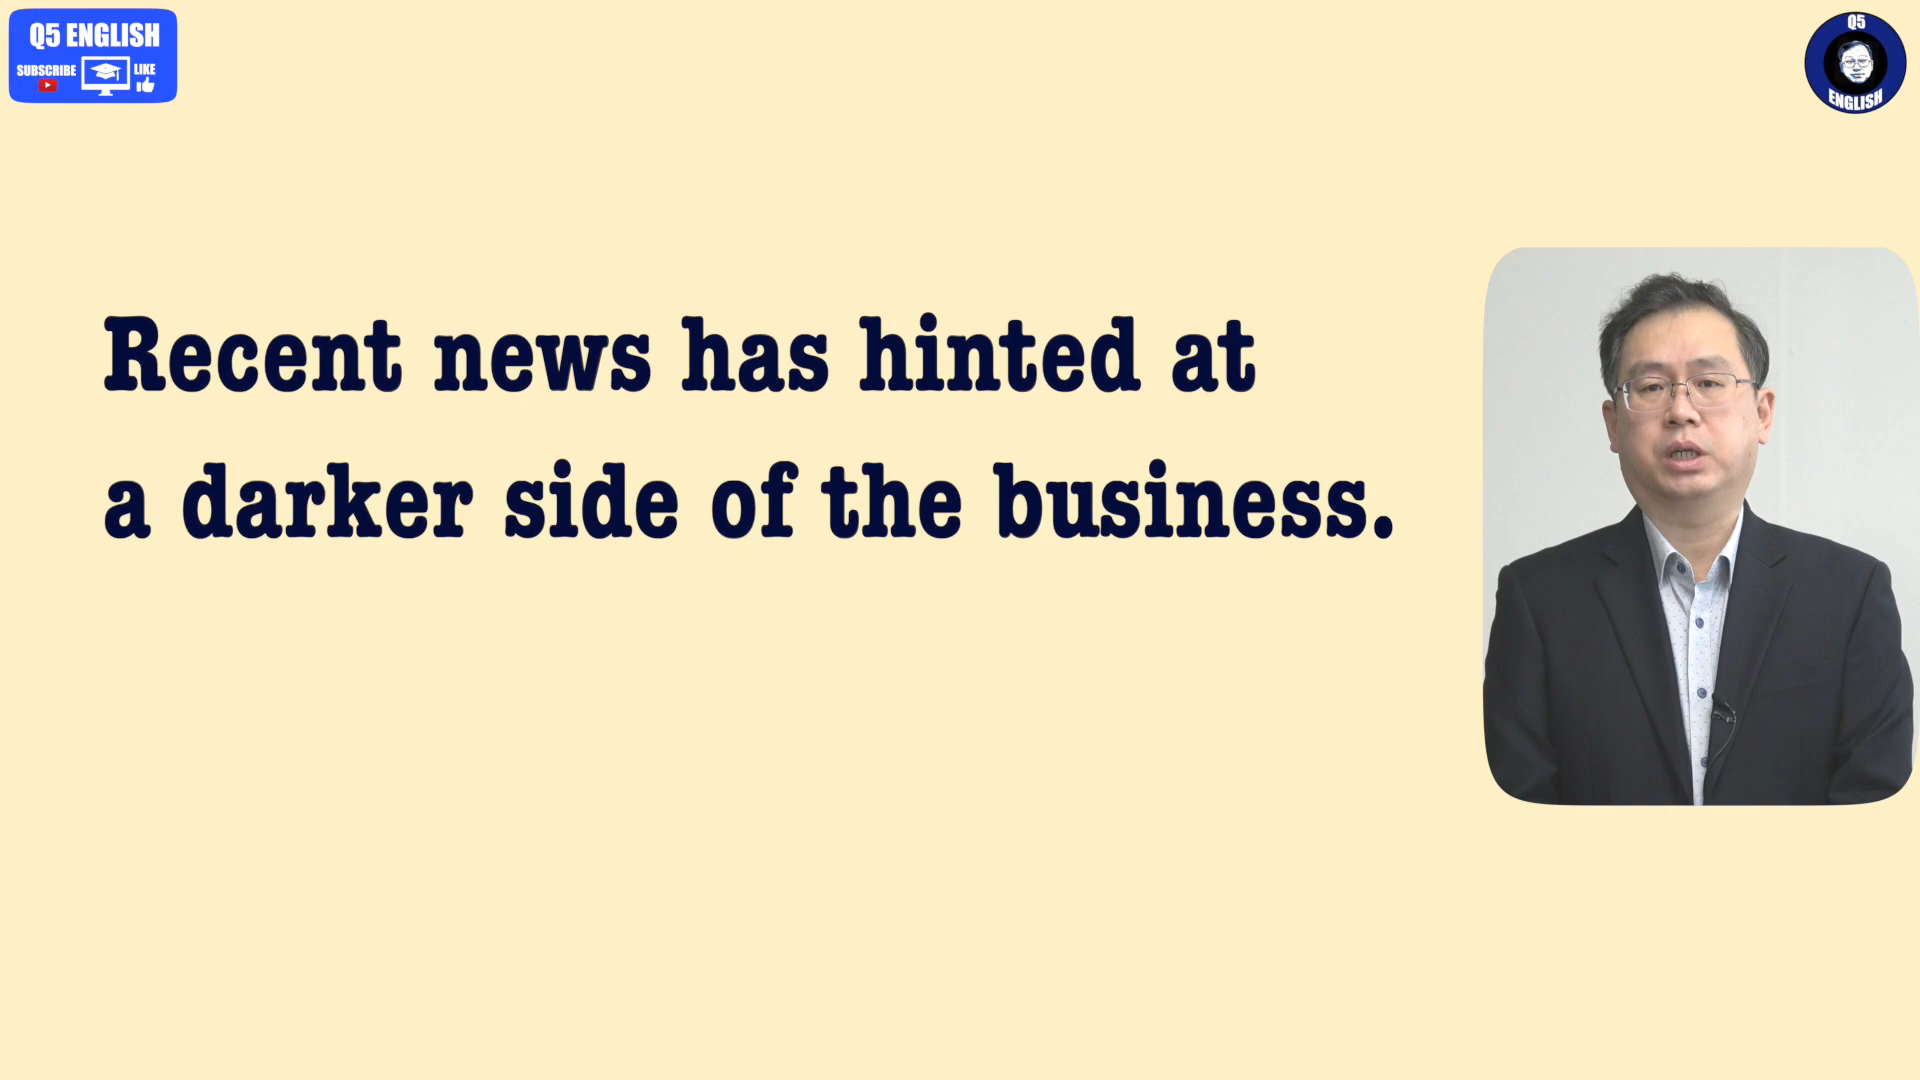 Q5 ENGLISH
SUBSCRIBE
LIKE
Q5
ENGLISH
Recent news has hinted at
a darker side of the business.